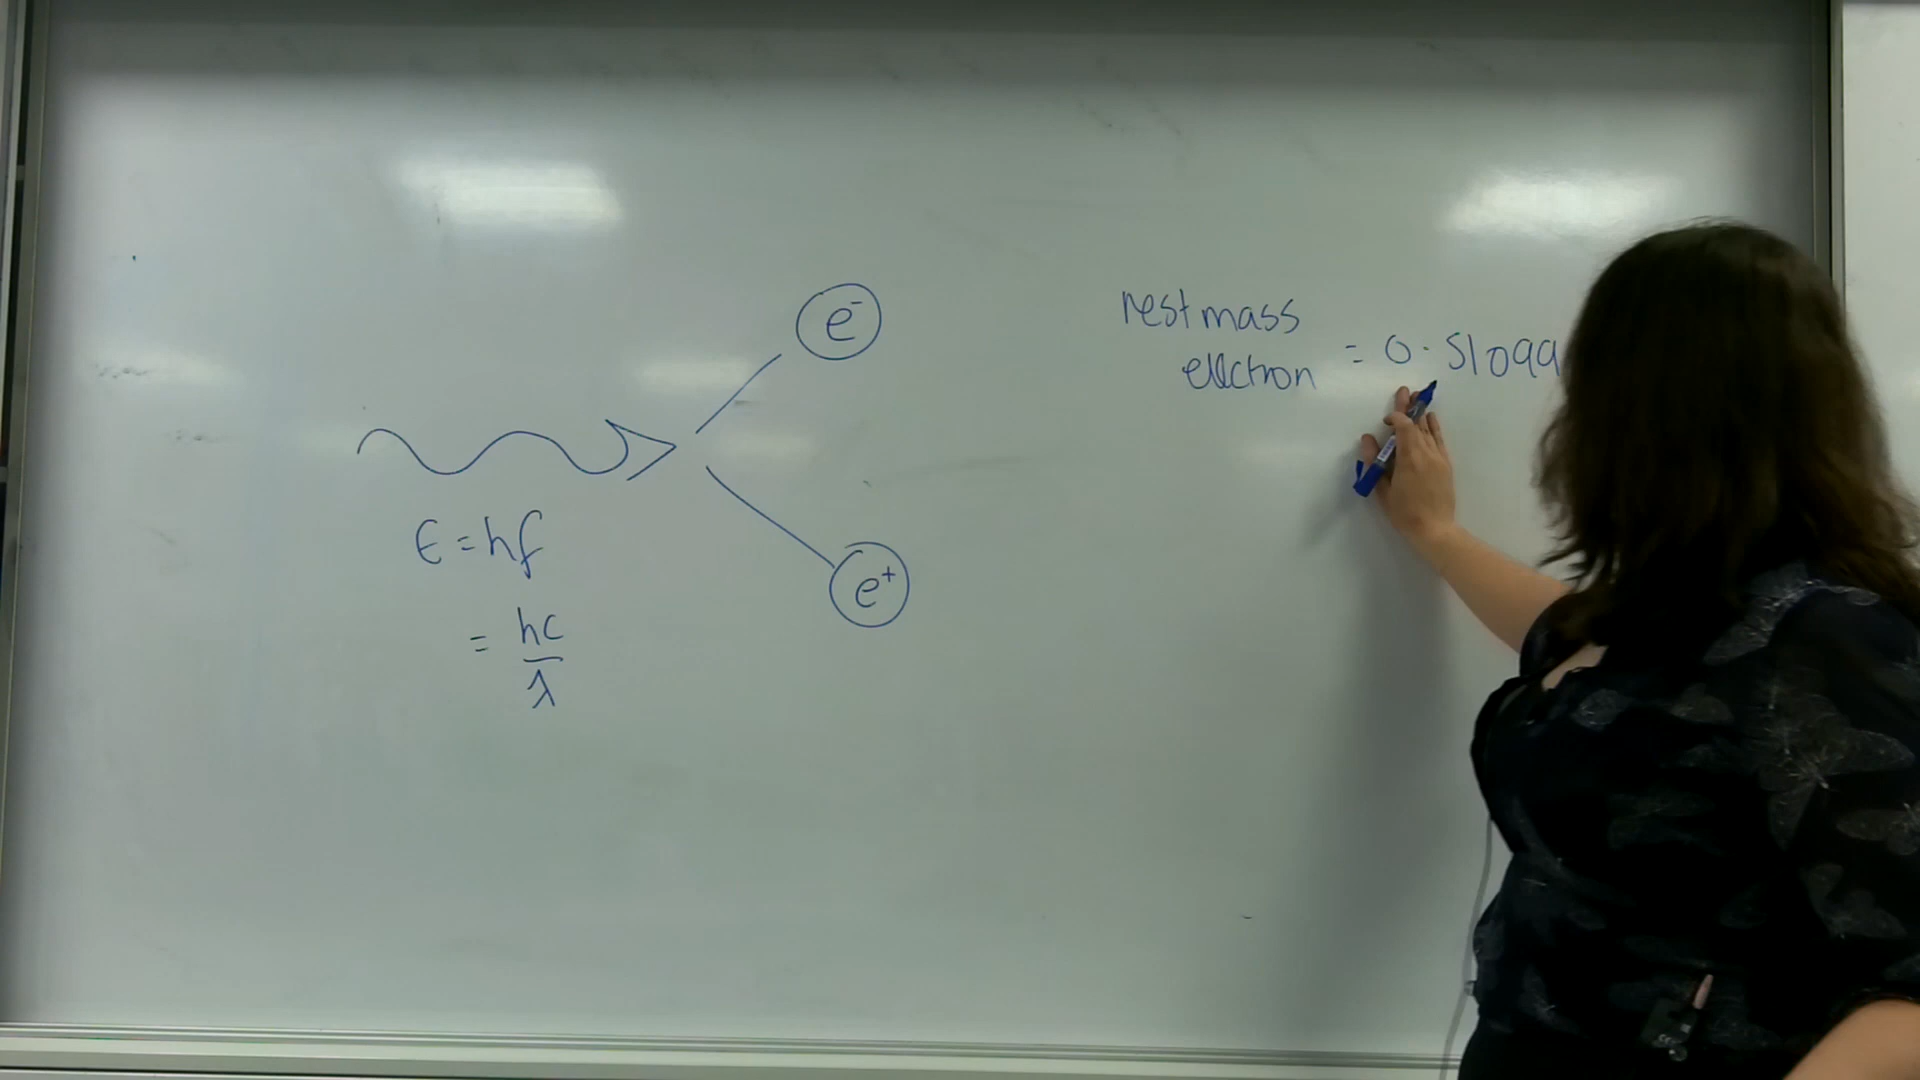 e⁻
rest mass
electron = 0.51099
E = hf
= hc
λ
e⁺